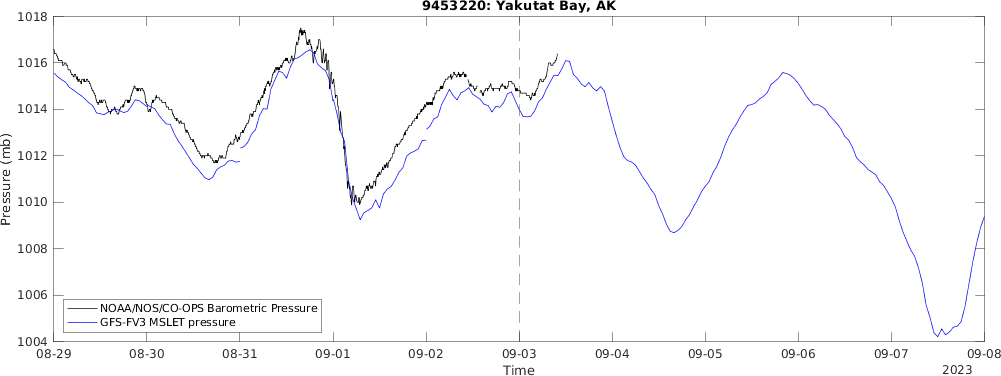 9453220: Yakutat Bay, AK
Pressure (mb)
1018
1016
1014
1012
1010
1008
1006
1004
NOAA/NOS/CO-OPS Barometric Pressure
GFS-FV3 MSLET pressure
08-29 08-30 08-31 09-01 09-02 09-03 09-04 09-05 09-06 09-07 09-08
Time
2023